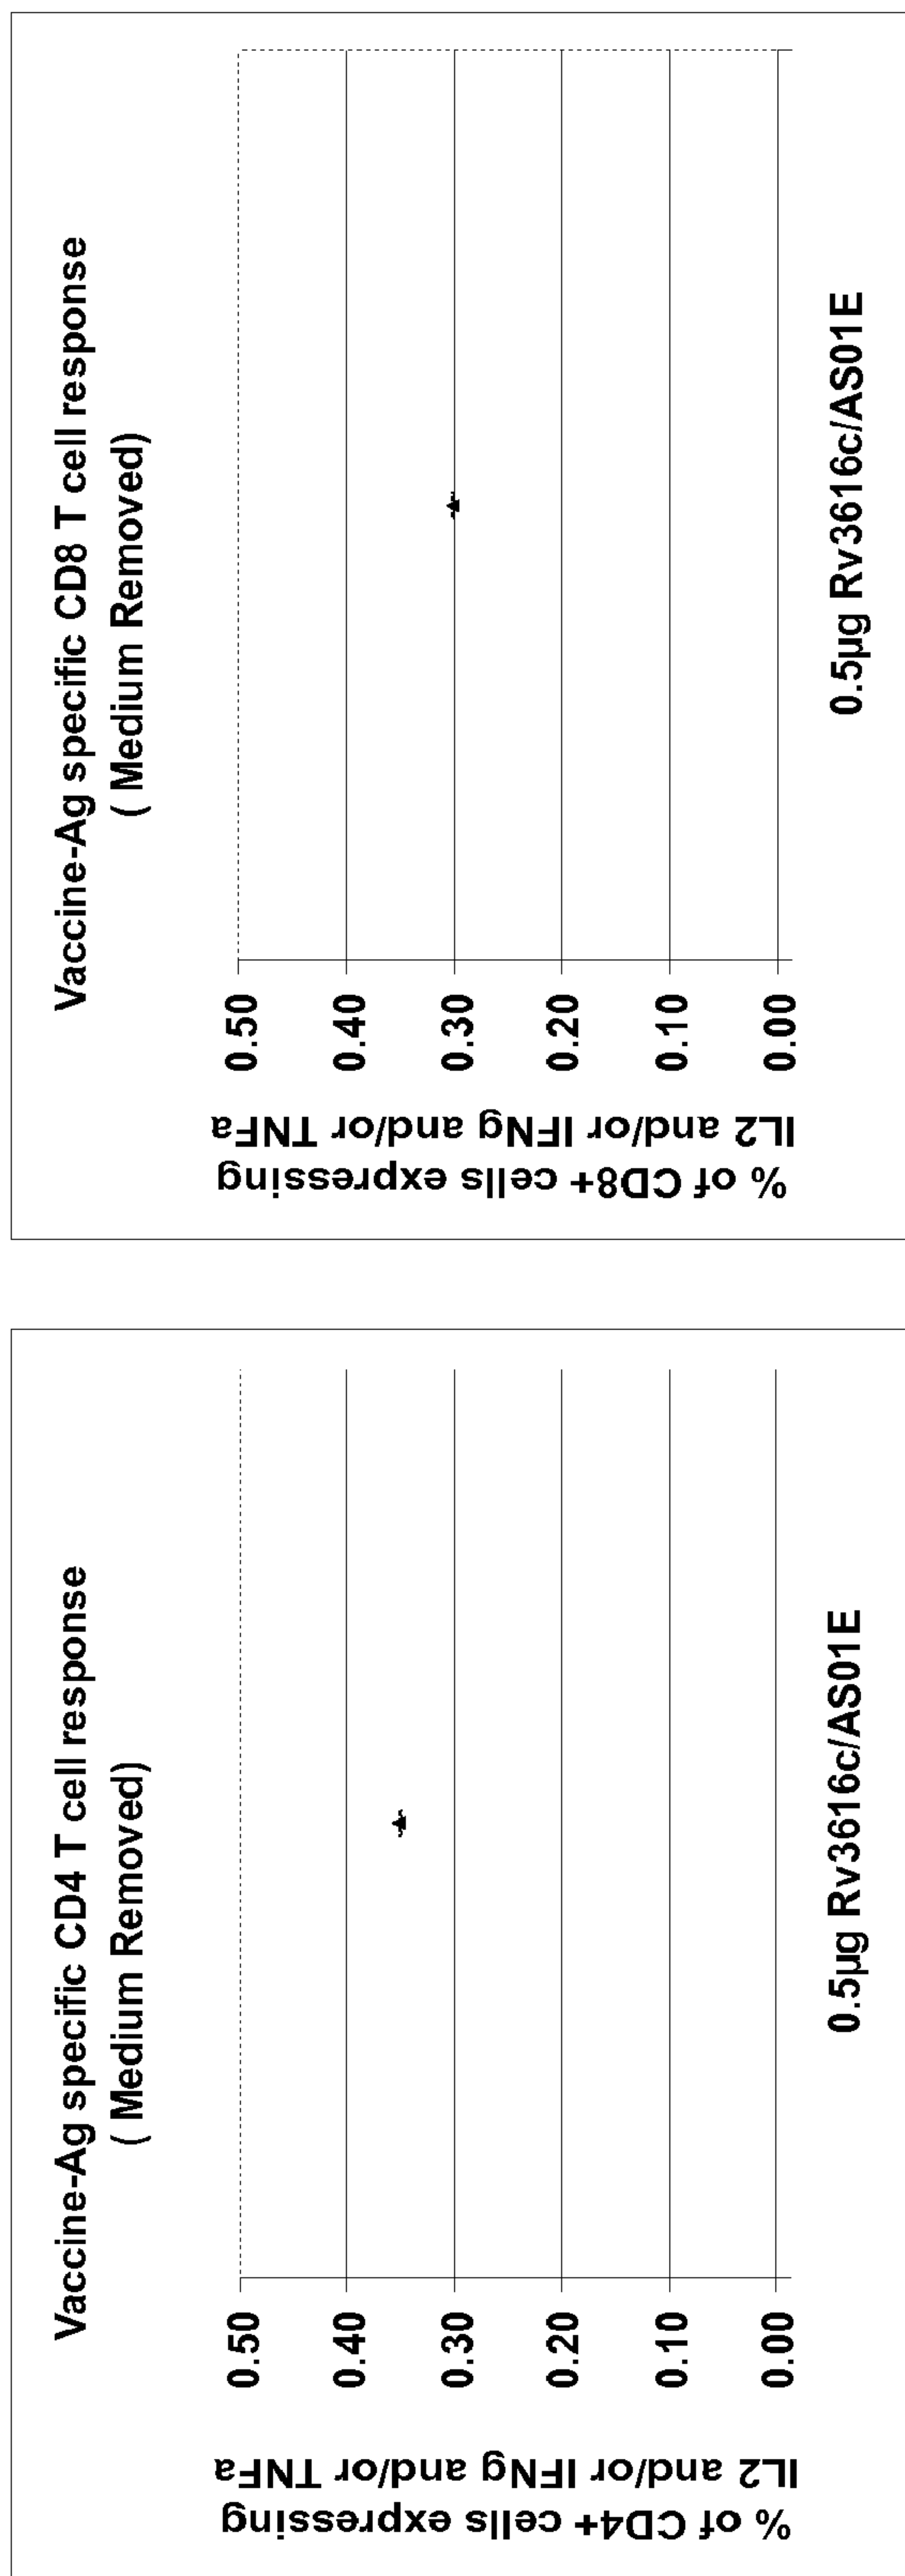 Vaccine-Ag specific CD4 T cell response
( Medium Removed)
% of CD4+ cells expressing
IL2 and/or IFNg and/or TNFa
0.50
0.40
0.30
0.20
0.10
0.00
0.5µg Rv3616c/AS01E
Vaccine-Ag specific CD8 T cell response
( Medium Removed)
% of CD8+ cells expressing
IL2 and/or IFNg and/or TNFa
0.50
0.40
0.30
0.20
0.10
0.00
0.5µg Rv3616c/AS01E